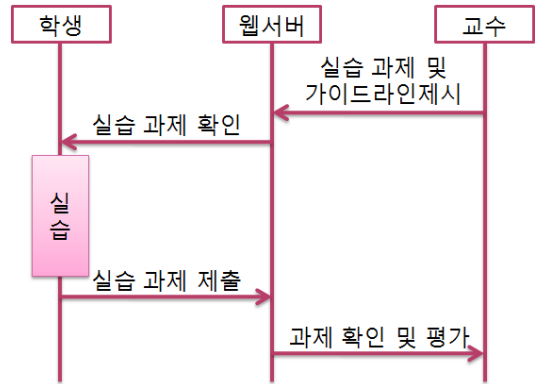 학생
웹서버
교수
실습 과제 및
가이드라인제시
실습 과제 확인
실
습
실습 과제 제출
과제 확인 및 평가